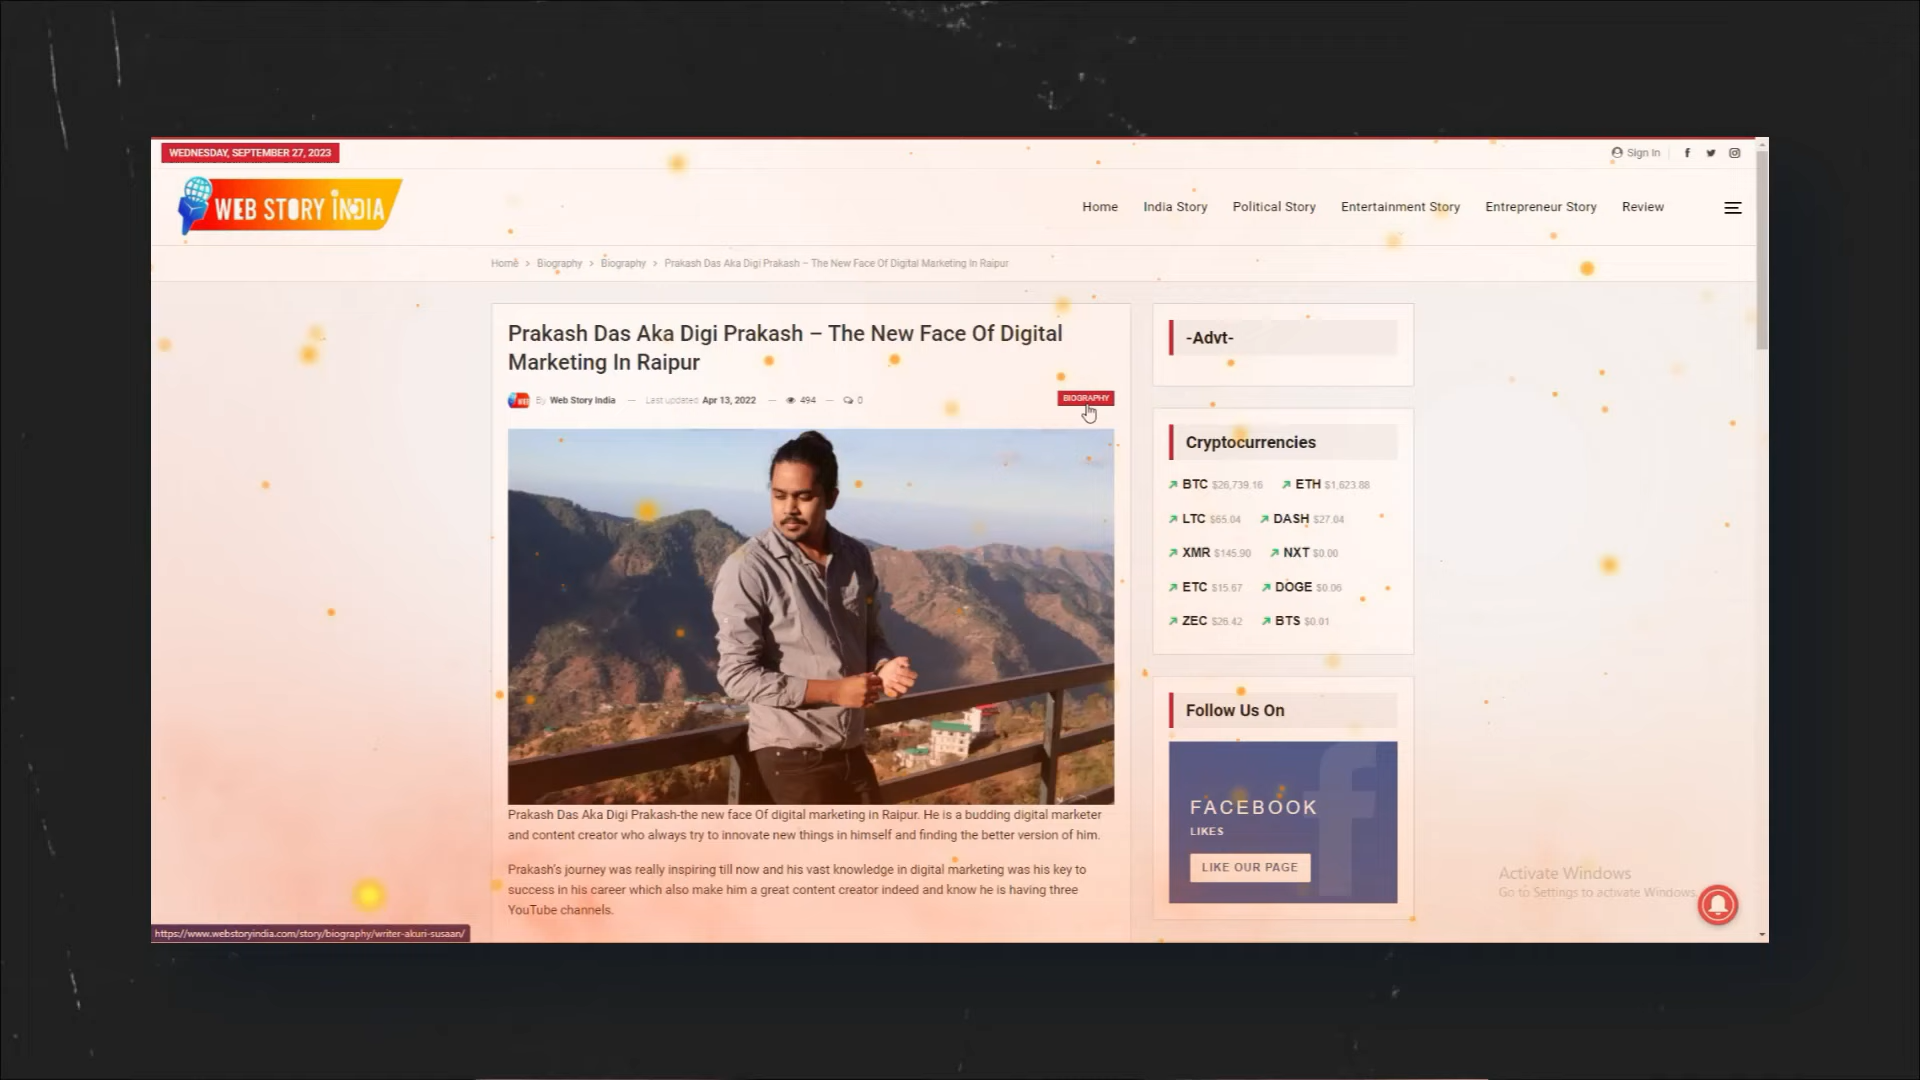 WEDNESDAY, SEPTEMBER 27, 2023
Sign In
WEB STORY INDIA
Home India Story Political Story Entertainment Story Entrepreneur Story Review
Home > Biography > Biography > Prakash Das Aka Digi Prakash – The New Face Of Digital Marketing In Raipur
Prakash Das Aka Digi Prakash – The New Face Of Digital
Marketing In Raipur
By Web Story India — Last updated Apr 13, 2022 — 494 — 0
BIOGRAPHY
Prakash Das Aka Digi Prakash-the new face Of digital marketing in Raipur. He is a budding digital marketer
and content creator who always try to innovate new things in himself and finding the better version of him.
Prakash's journey was really inspiring till now and his vast knowledge in digital marketing was his key to
success in his career which also make him a great content creator indeed and know he is having three
YouTube channels.
-Advt-
Cryptocurrencies
BTC $26,739.16 ETH $1,623.88
LTC $65.04 DASH $27.04
XMR $145.90 NXT $0.00
ETC $15.67 DOGE $0.06
ZEC $26.42 BTS $0.01
Follow Us On
FACEBOOK
LIKES
LIKE OUR PAGE
Activate Windows
Go to Settings to activate Windows.
https://www.webstoryindia.com/story/biography/writer-akuri-susaan/